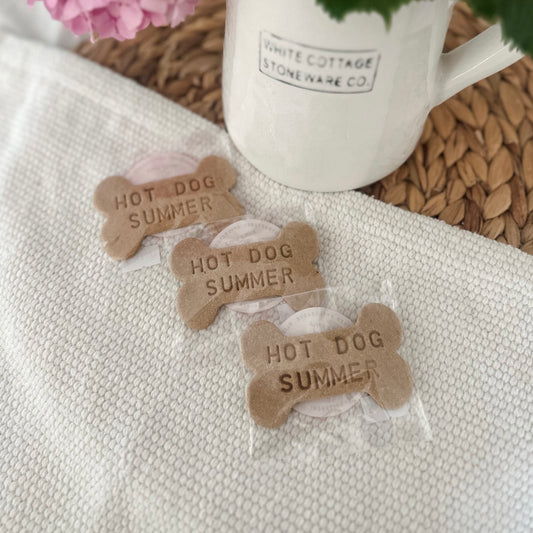 WHITE COTTAGE
STONEWARE CO.
HOT DOG
SUMMER
HOT DOG
SUMMER
HOT DOG
SUMMER